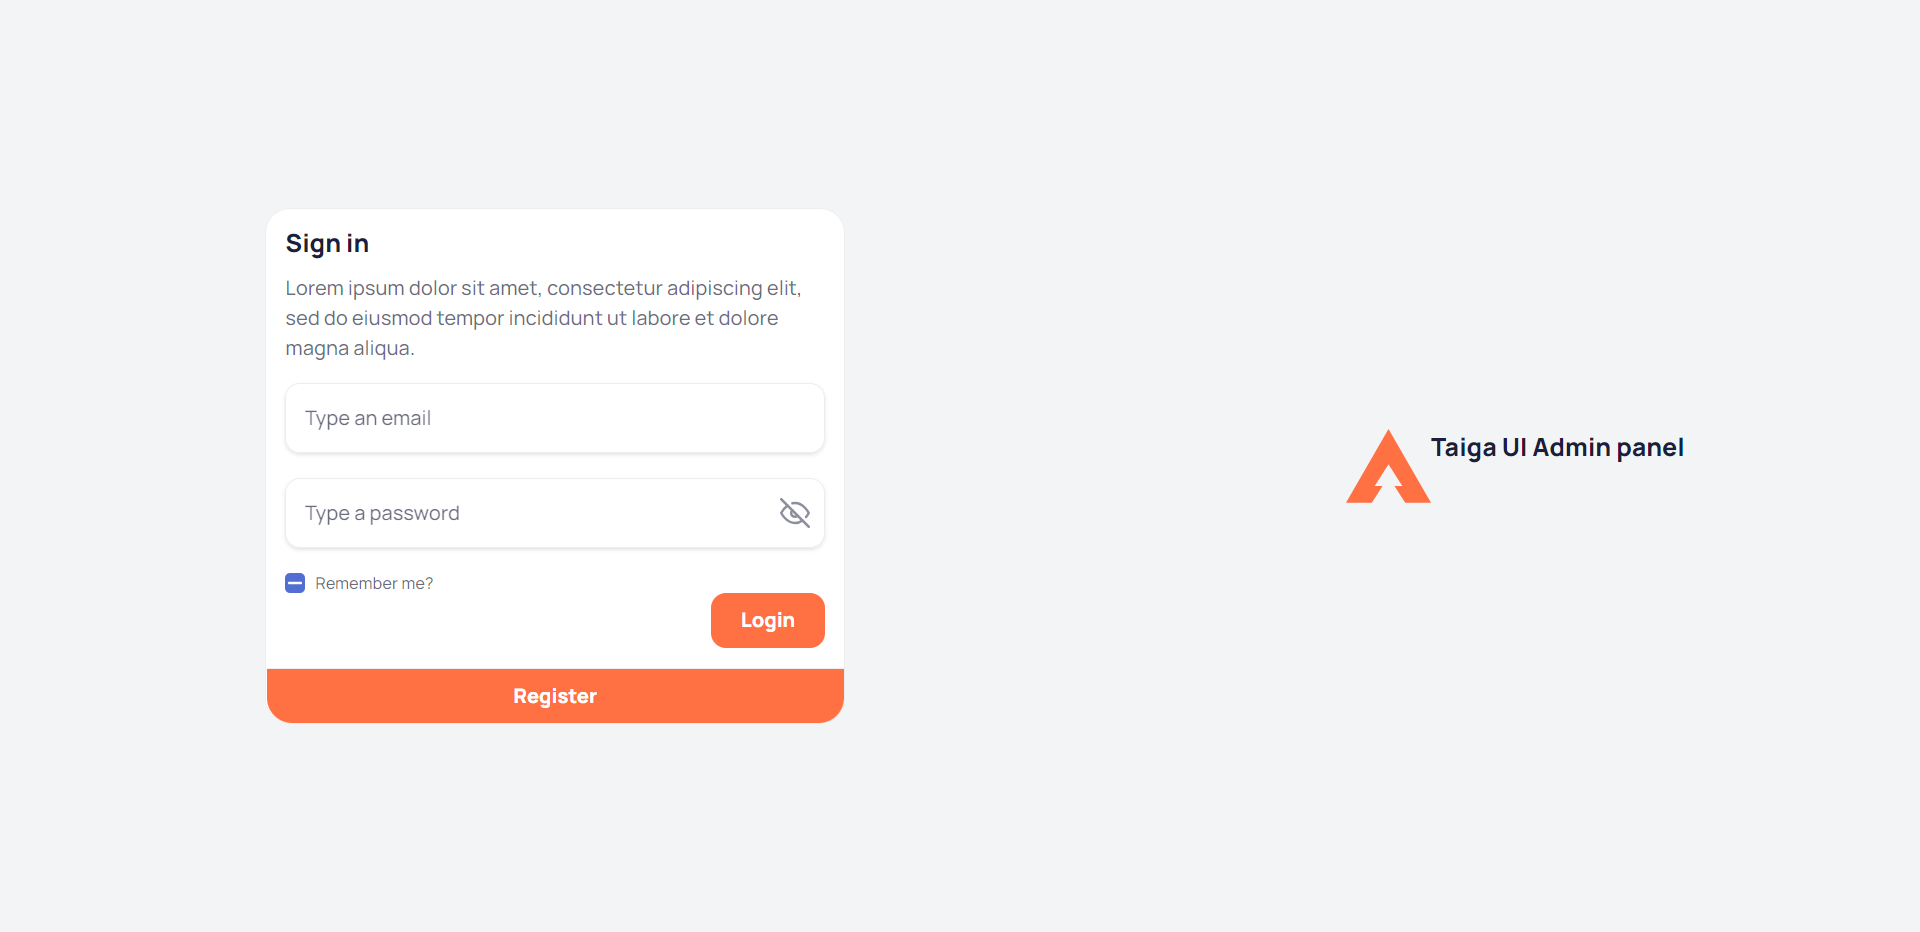 Sign in
Lorem ipsum dolor sit amet, consectetur adipiscing elit,
sed do eiusmod tempor incididunt ut labore et dolore
magna aliqua.
Type an email
Type a password
Remember me?
Login
Register
Taiga UI Admin panel